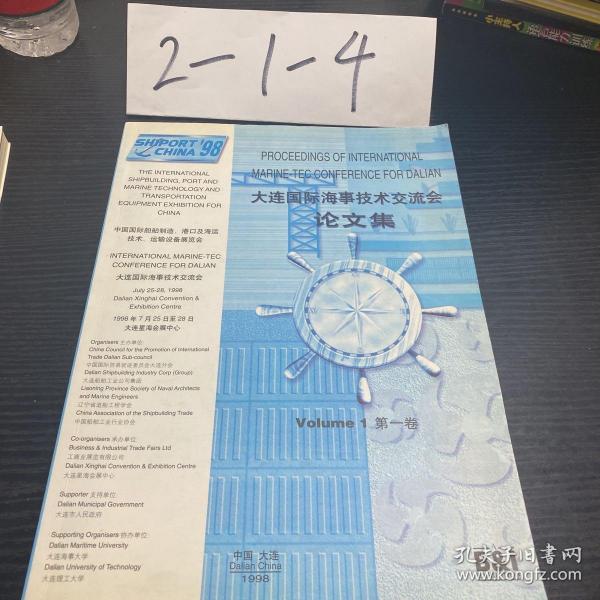 2-1-4
小主持人
SHIPORT '98
CHINA
THE INTERNATIONAL
SHIPBUILDING, PORT AND
MARINE TECHNOLOGY AND
TRANSPORTATION
EQUIPMENT EXHIBITION FOR
CHINA
中国国际船舶制造、港口及海运
技术、运输设备展览会
INTERNATIONAL MARINE-TEC
CONFERENCE FOR DALIAN
大连国际海事技术交流会
July 25-28, 1998
Dalian Xinghai Convention &
Exhibition Centre
1998 年 7 月 25 日至 28 日
大连星海会展中心
Organisers 主办单位:
China Council for the Promotion of International
Trade Dalian Sub-council
中国国际贸易促进委员会大连分会
Dalian Shipbuilding Industry Corp (Group)
大连船舶工业公司集团
Liaoning Province Society of Naval Architects
and Marine Engineers
辽宁省造船工程学会
China Association of the Shipbuilding Trade
中国船舶工业行业协会
Co-organisers 承办单位:
Business & Industrial Trade Fairs Ltd
工商业展览有限公司
Dalian Xinghai Convention & Exhibition Centre
大连星海会展中心
Supporter 支持单位:
Dalian Municipal Government
大连市人民政府
Supporting Organisers 协办单位:
Dalian Maritime University
大连海事大学
Dalian University of Technology
大连理工大学
PROCEEDINGS OF INTERNATIONAL
MARINE-TEC CONFERENCE FOR DALIAN
大连国际海事技术交流会
论文集
Volume 1 第一卷
中国 大连
Dalian China
1998
孔夫子旧书网